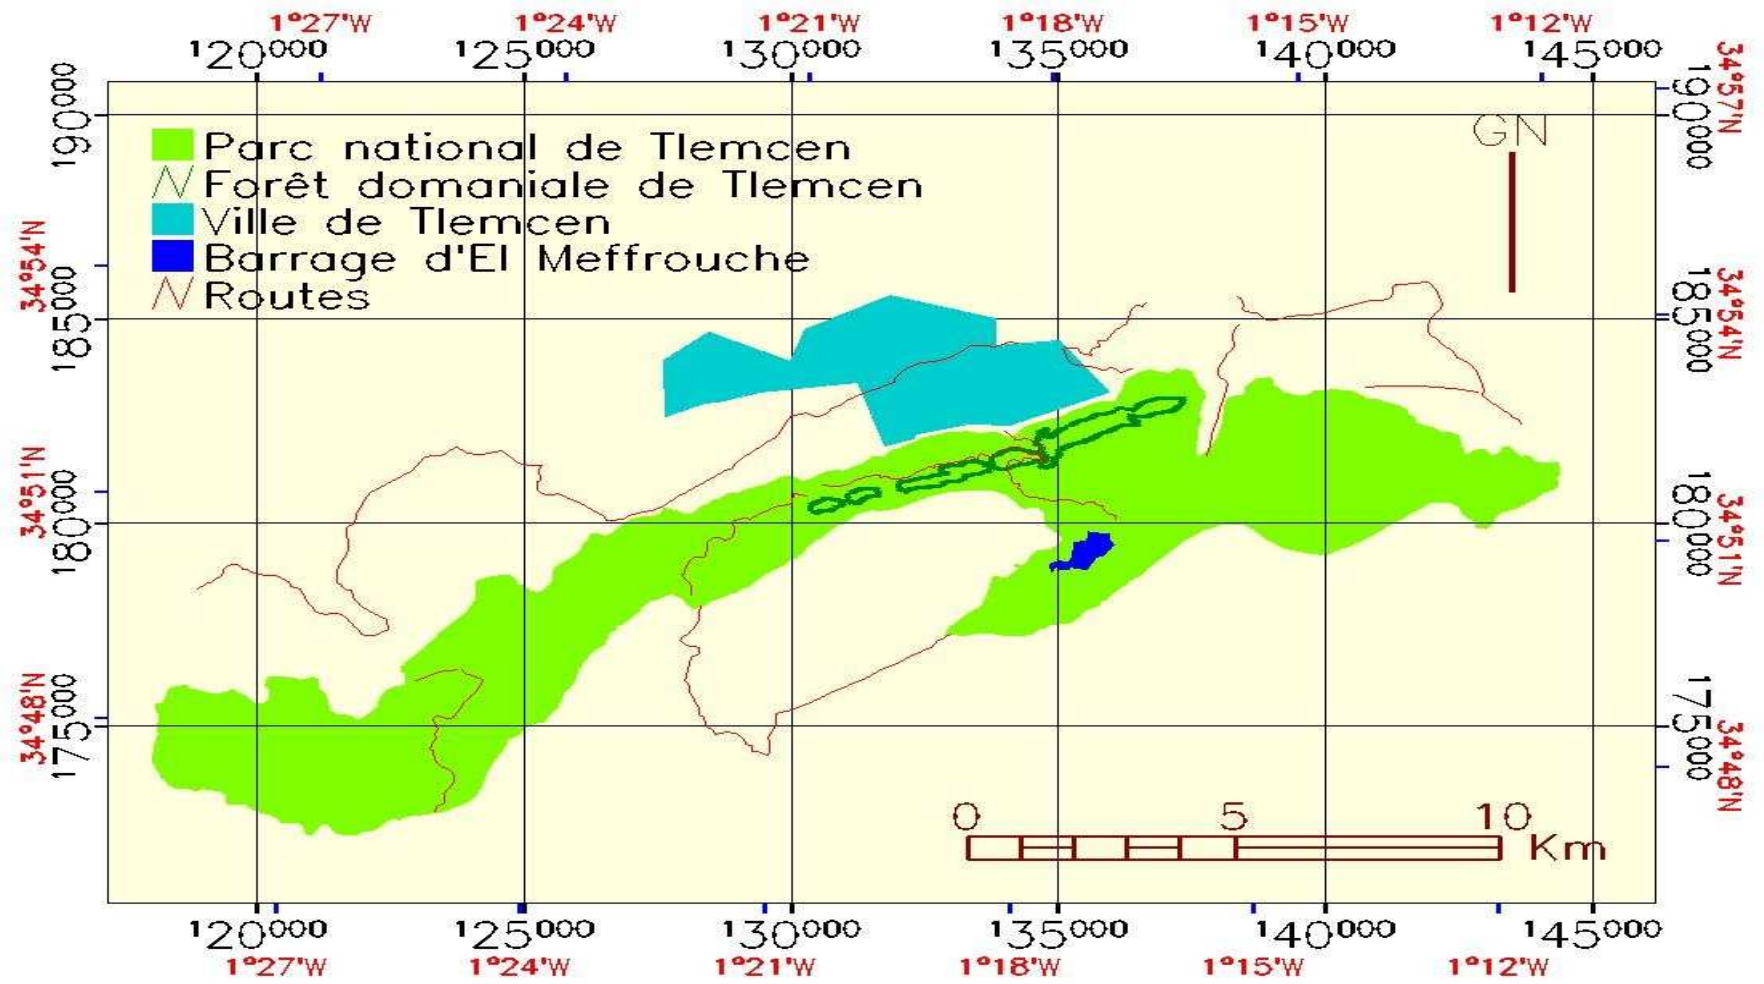 1°27'W 1°24'W 1°21'W 1°18'W 1°15'W 1°12'W
120000 125000 130000 135000 140000 145000
34°57'N
190000
190000
GN
Parc national de Tlemcen
Forêt domaniale de Tlemcen
Ville de Tlemcen
Barrage d'El Meffrouche
Routes
34°54'N
185000
185000
34°54'N
34°51'N
180000
180000
34°51'N
34°48'N
175000
175000
34°48'N
0 5 10
Km
120000 125000 130000 135000 140000 145000
1°27'W 1°24'W 1°21'W 1°18'W 1°15'W 1°12'W